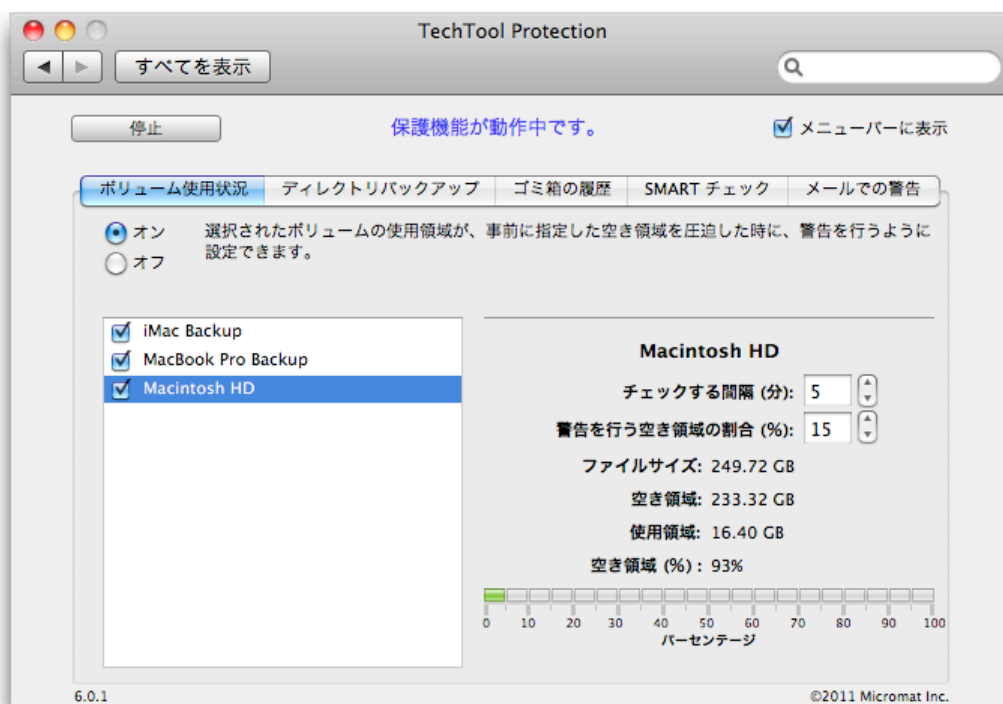 TechTool Protection
すべてを表示
停止
保護機能が動作中です。
メニューバーに表示
ボリューム使用状況
ディレクトリバックアップ
ゴミ箱の履歴
SMART チェック
メールでの警告
オン
オフ
選択されたボリュームの使用領域が、事前に指定した空き領域を圧迫した時に、警告を行うように
設定できます。
iMac Backup
MacBook Pro Backup
Macintosh HD
Macintosh HD
チェックする間隔 (分): 5
警告を行う空き領域の割合 (%): 15
ファイルサイズ: 249.72 GB
空き領域: 233.32 GB
使用領域: 16.40 GB
空き領域 (%) : 93%
0 10 20 30 40 50 60 70 80 90 100
パーセンテージ
6.0.1
©2011 Micromat Inc.